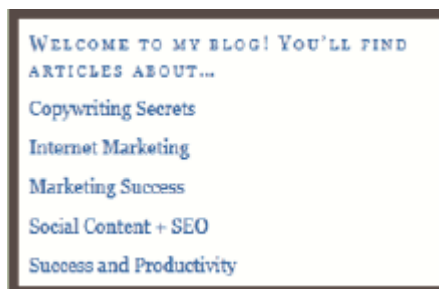 WELCOME TO MY BLOG! YOU'LL FIND
ARTICLES ABOUT...
Copywriting Secrets
Internet Marketing
Marketing Success
Social Content + SEO
Success and Productivity